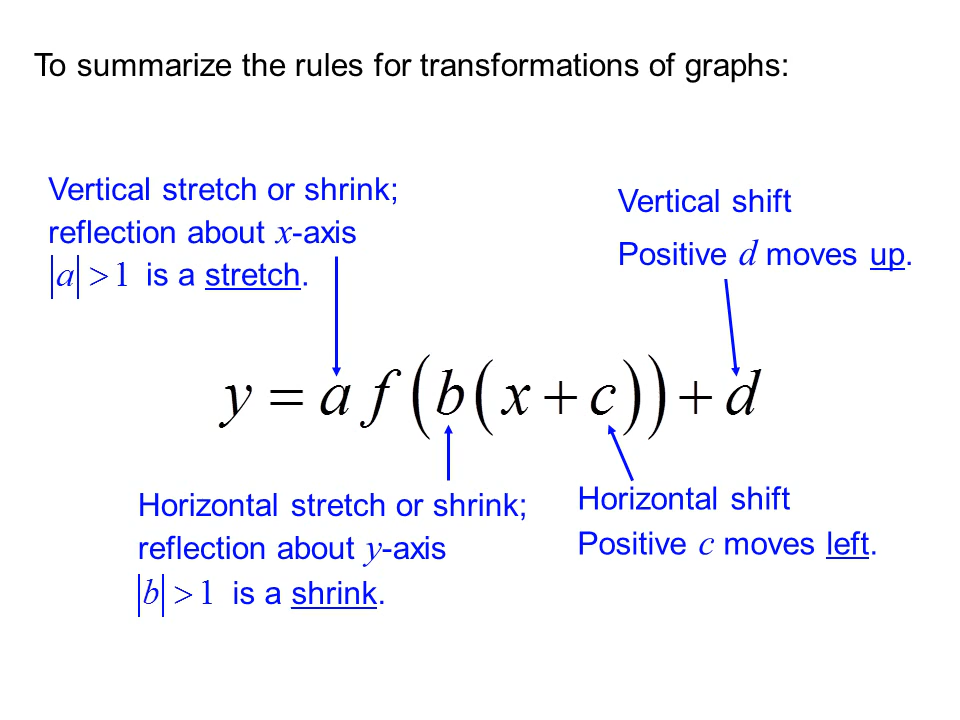 To summarize the rules for transformations of graphs:
Vertical stretch or shrink;
reflection about x-axis
|a| > 1 is a stretch.
Vertical shift
Positive d moves up.
y = a f (b(x + c)) + d
Horizontal stretch or shrink;
reflection about y-axis
|b| > 1 is a shrink.
Horizontal shift
Positive c moves left.